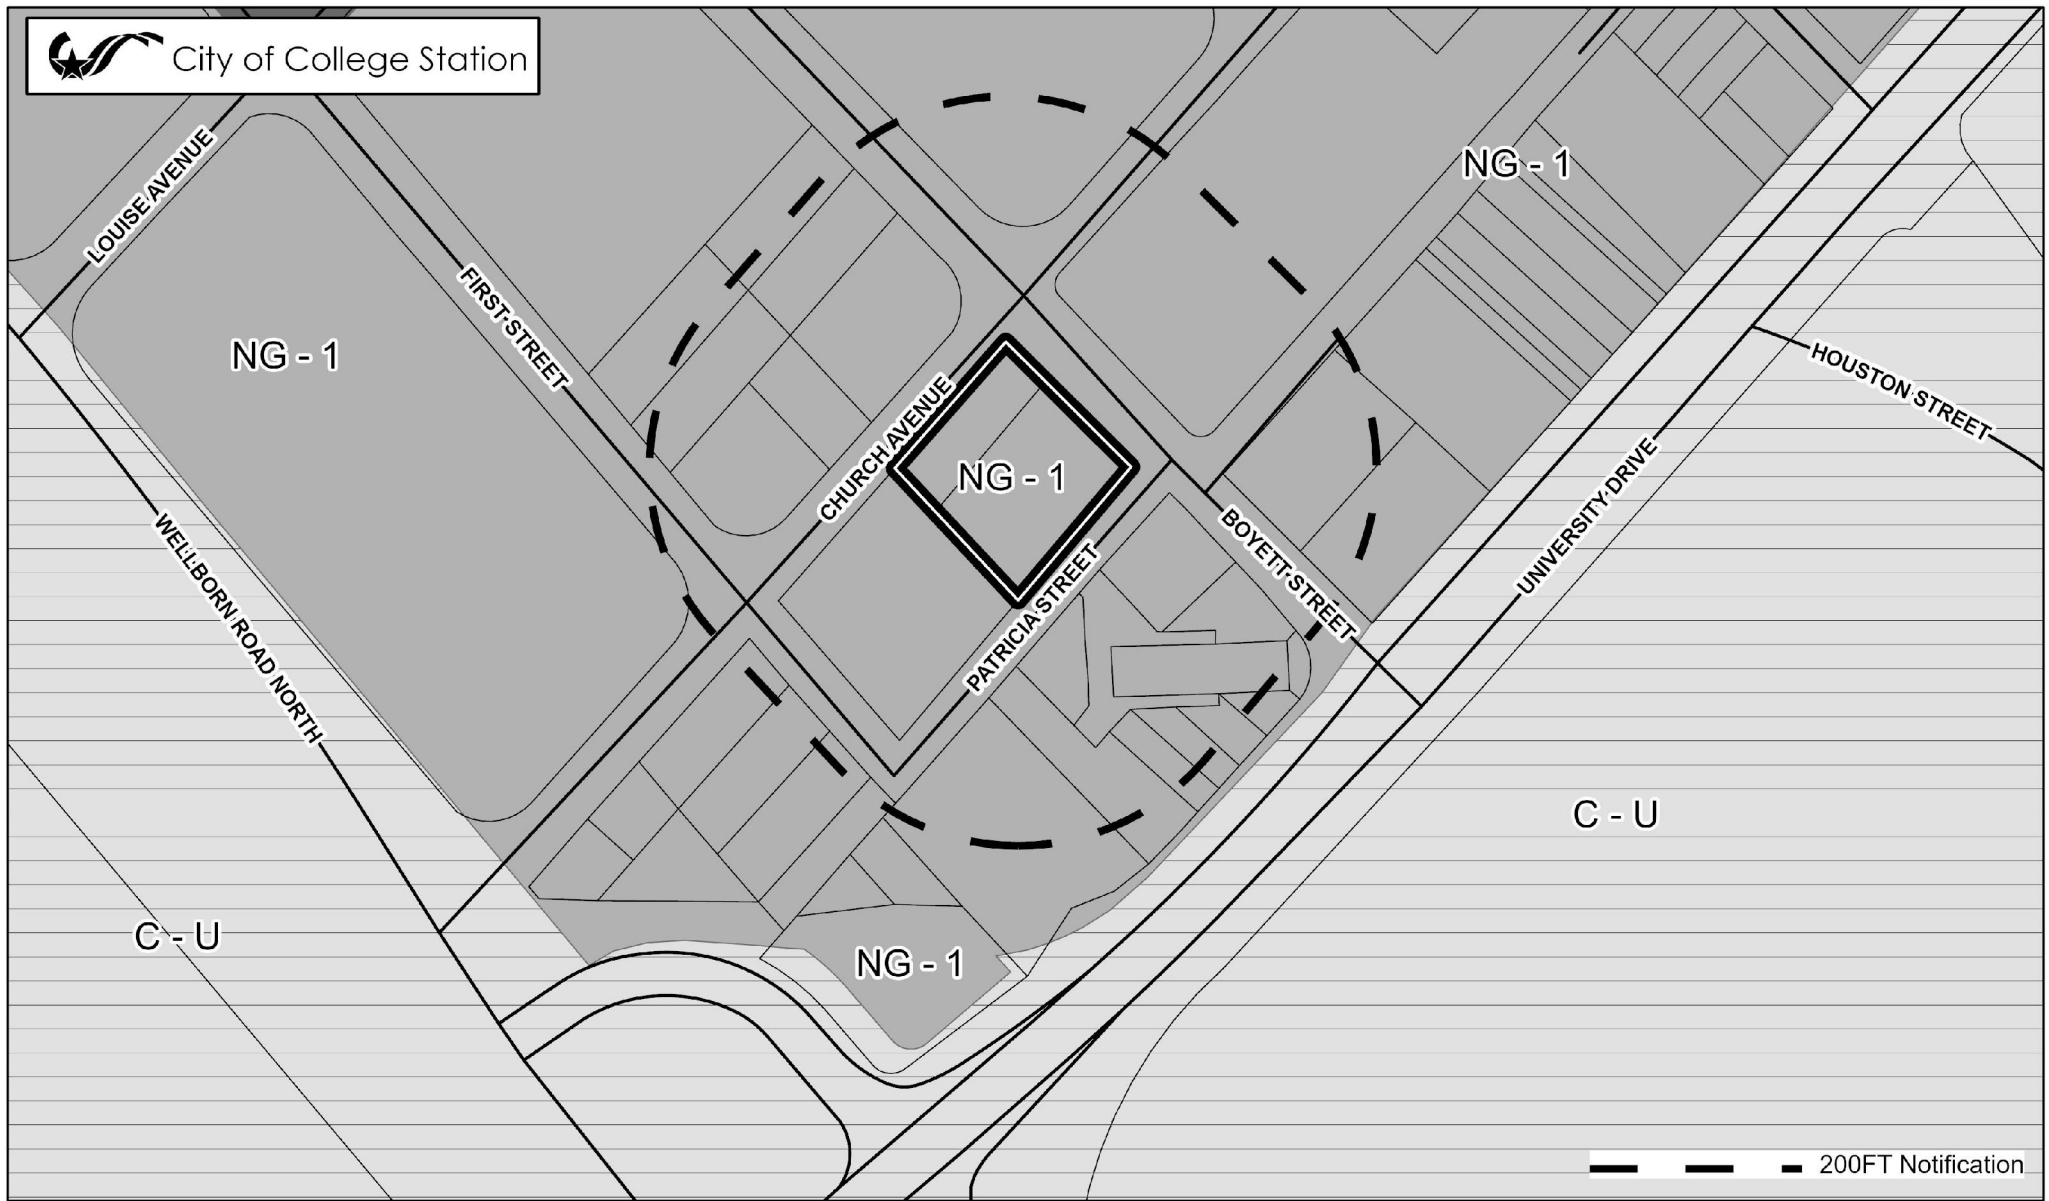 City of College Station
LOUISE AVENUE
NG - 1
FIRST STREET
NG - 1
HOUSTON STREET
CHURCH AVENUE
NG - 1
UNIVERSITY DRIVE
BOYETT STREET
WELLBORN ROAD NORTH
PATRICIA STREET
C - U
C - U
NG - 1
200FT Notification